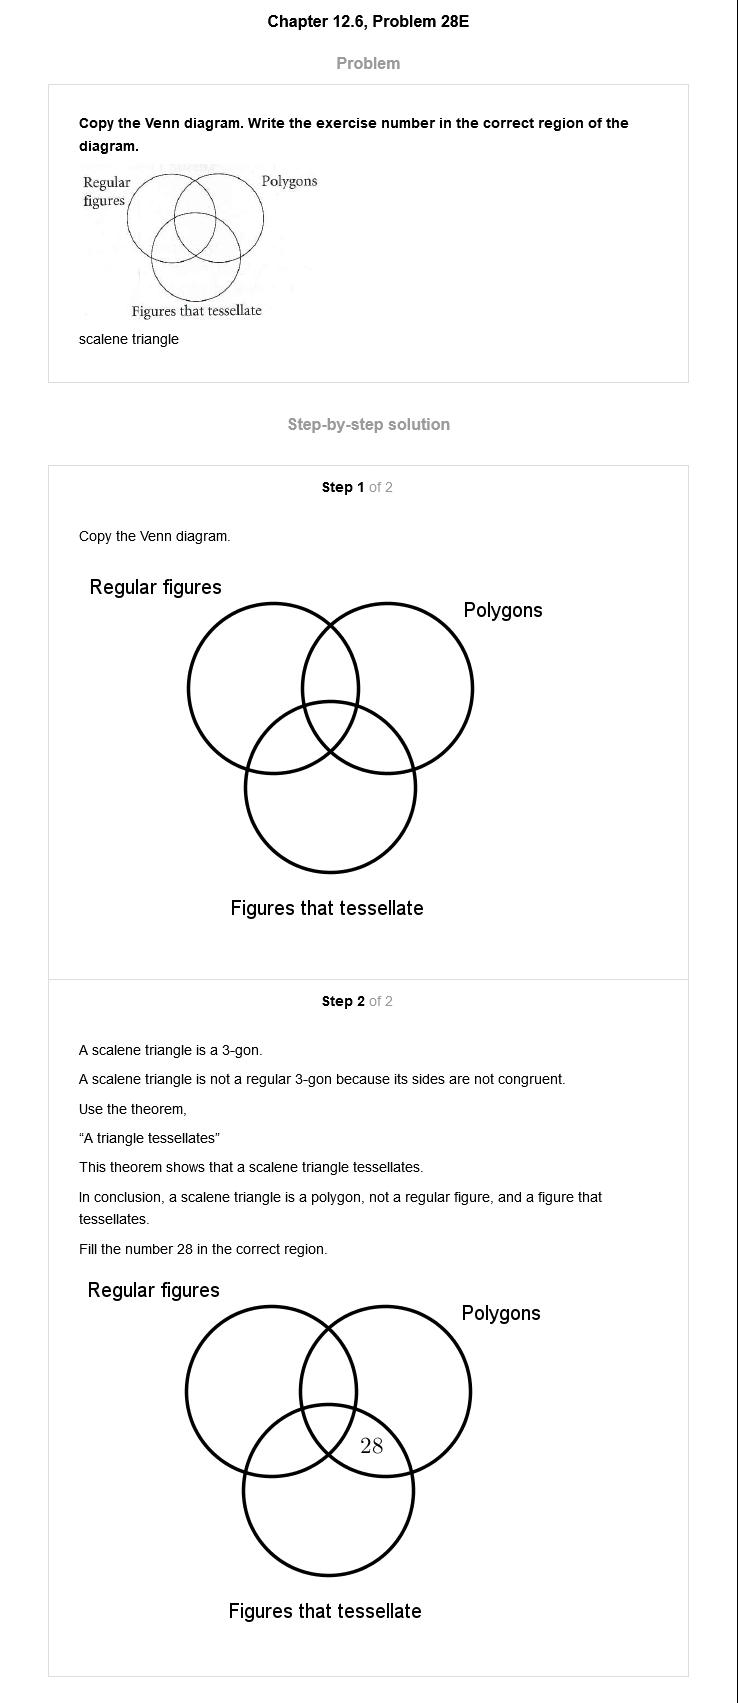 Chapter 12.6, Problem 28E
Problem
Copy the Venn diagram. Write the exercise number in the correct region of the
diagram.
Regular
figures
Polygons
Figures that tessellate
scalene triangle
Step-by-step solution
Step 1 of 2
Copy the Venn diagram.
Regular figures
Polygons
Figures that tessellate
Step 2 of 2
A scalene triangle is a 3-gon.
A scalene triangle is not a regular 3-gon because its sides are not congruent.
Use the theorem,
“A triangle tessellates”
This theorem shows that a scalene triangle tessellates.
In conclusion, a scalene triangle is a polygon, not a regular figure, and a figure that
tessellates.
Fill the number 28 in the correct region.
Regular figures
Polygons
28
Figures that tessellate